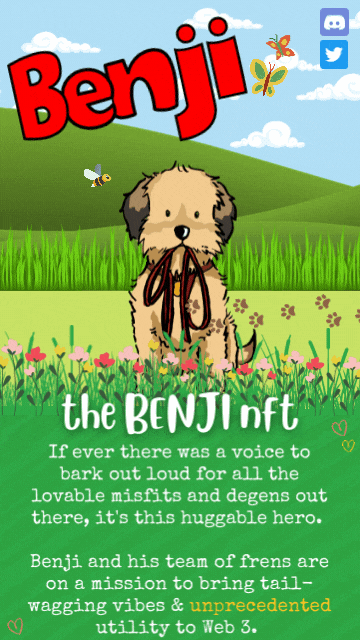 Benji
the BENJI nft
If ever there was a voice to
bark out loud for all the
lovable misfits and degens out
there, it's this huggable hero.
Benji and his team of frens are
on a mission to bring tail-
wagging vibes & unprecedented
utility to Web 3.